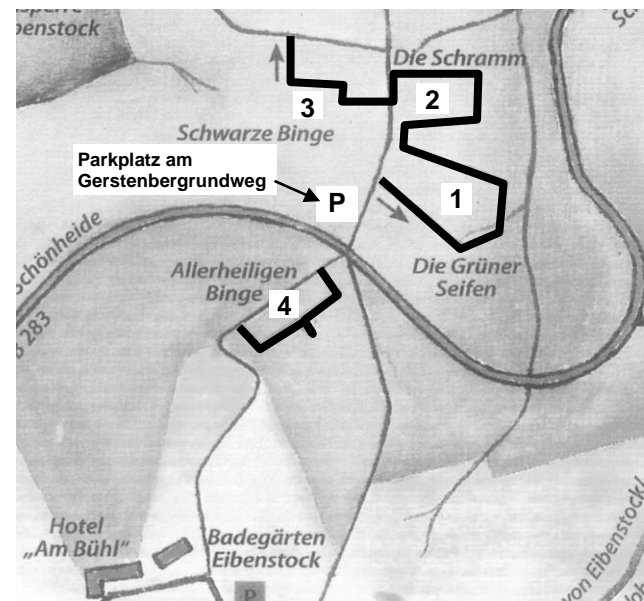 Eibenstock
Die Schramm
2
3
Schwarze Binge
Parkplatz am
Gerstenbergrundweg
P
1
Schönheide
B 283
Allerheiligen
Binge
4
Die Grüner
Seifen
Hotel
„Am Bühl“
Badegärten
Eibenstock
P
von Eibenstock/